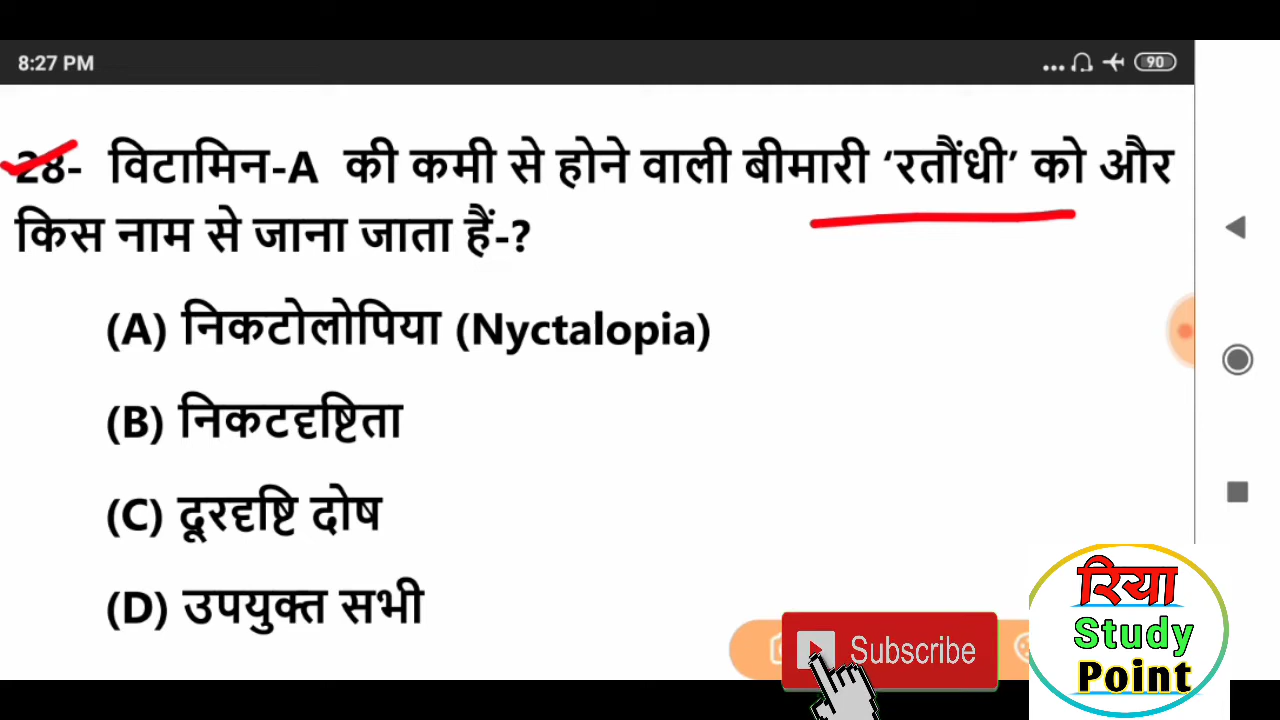 8:27 PM
90
28- विटामिन-A की कमी से होने वाली बीमारी ‘रतौंधी’ को और
किस नाम से जाना जाता हैं-?
(A) निकटोलोपिया (Nyctalopia)
(B) निकटदृष्टिता
(C) दूरदृष्टि दोष
(D) उपयुक्त सभी
Subscribe
रिया
Study
Point